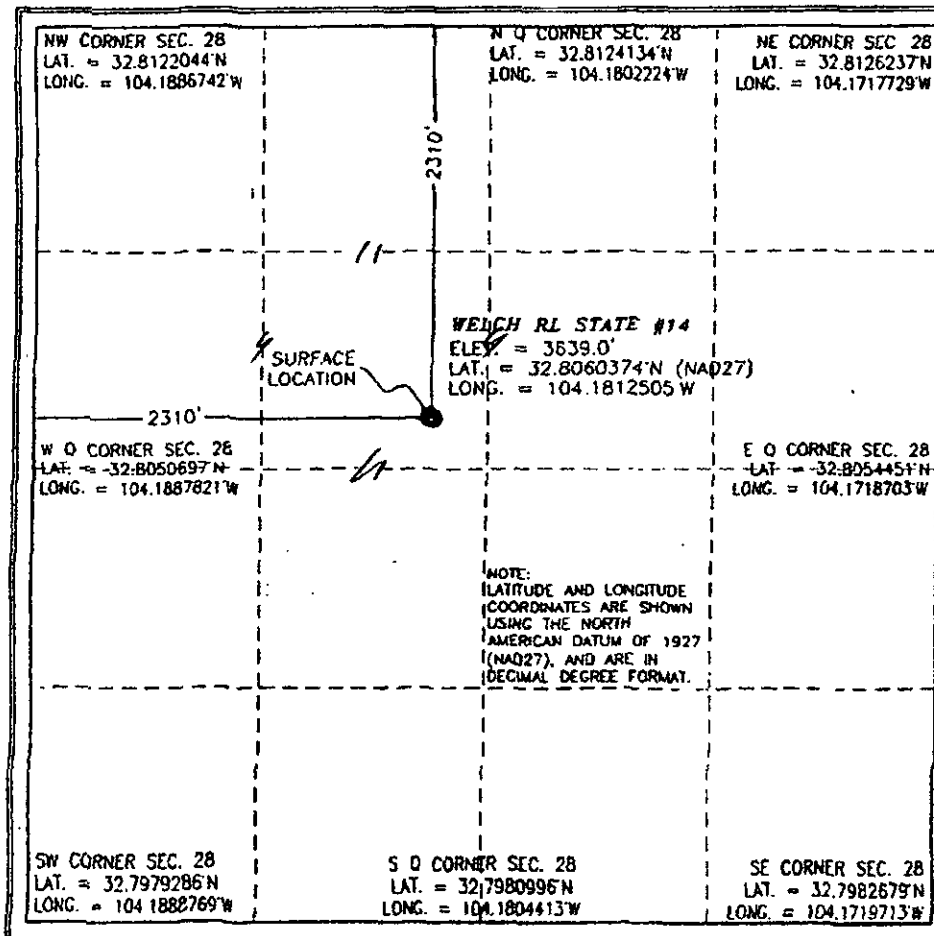 NW CORNER SEC. 28
LAT. = 32.8122044°N
LONG. = 104.1886742°W
N Q CORNER SEC. 28
LAT. = 32.8124134°N
LONG. = 104.1802224°W
NE CORNER SEC 28
LAT. = 32.8126237°N
LONG. = 104.1717729°W
2310'
WELCH RL STATE #14
ELEV. = 3639.0'
LAT. = 32.8060374°N (NAD27)
LONG. = 104.1812505°W
SURFACE
LOCATION
2310'
W Q CORNER SEC. 28
LAT. = 32.8050697°N
LONG. = 104.1887821°W
E Q CORNER SEC. 28
LAT = 32.8054451°N
LONG. = 104.1718703°W
NOTE:
LATITUDE AND LONGITUDE
COORDINATES ARE SHOWN
USING THE NORTH
AMERICAN DATUM OF 1927
(NAD27), AND ARE IN
DECIMAL DEGREE FORMAT.
SW CORNER SEC. 28
LAT. = 32.7979286°N
LONG. = 104.1888769°W
S Q CORNER SEC. 28
LAT. = 32.7980996°N
LONG. = 104.1804413°W
SE CORNER SEC. 28
LAT. = 32.7982679°N
LONG. = 104.1719713°W